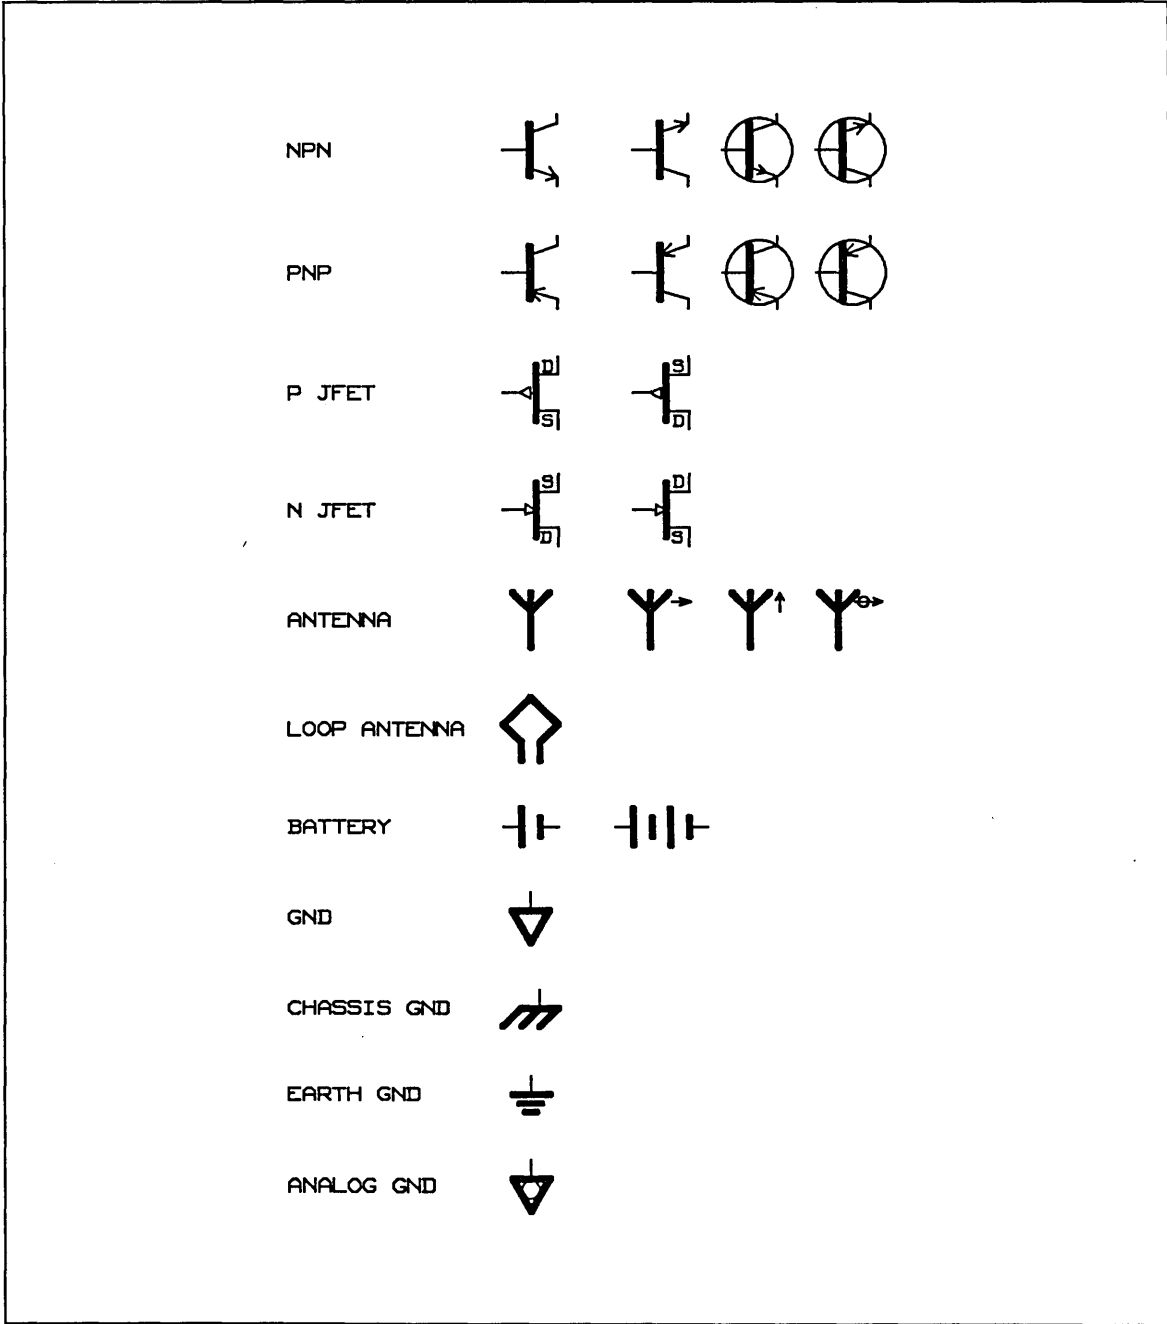 NPN
PNP
P JFET
D S
S D
N JFET
S D
D S
ANTENNA
LOOP ANTENNA
BATTERY
GND
CHASSIS GND
EARTH GND
ANALOG GND